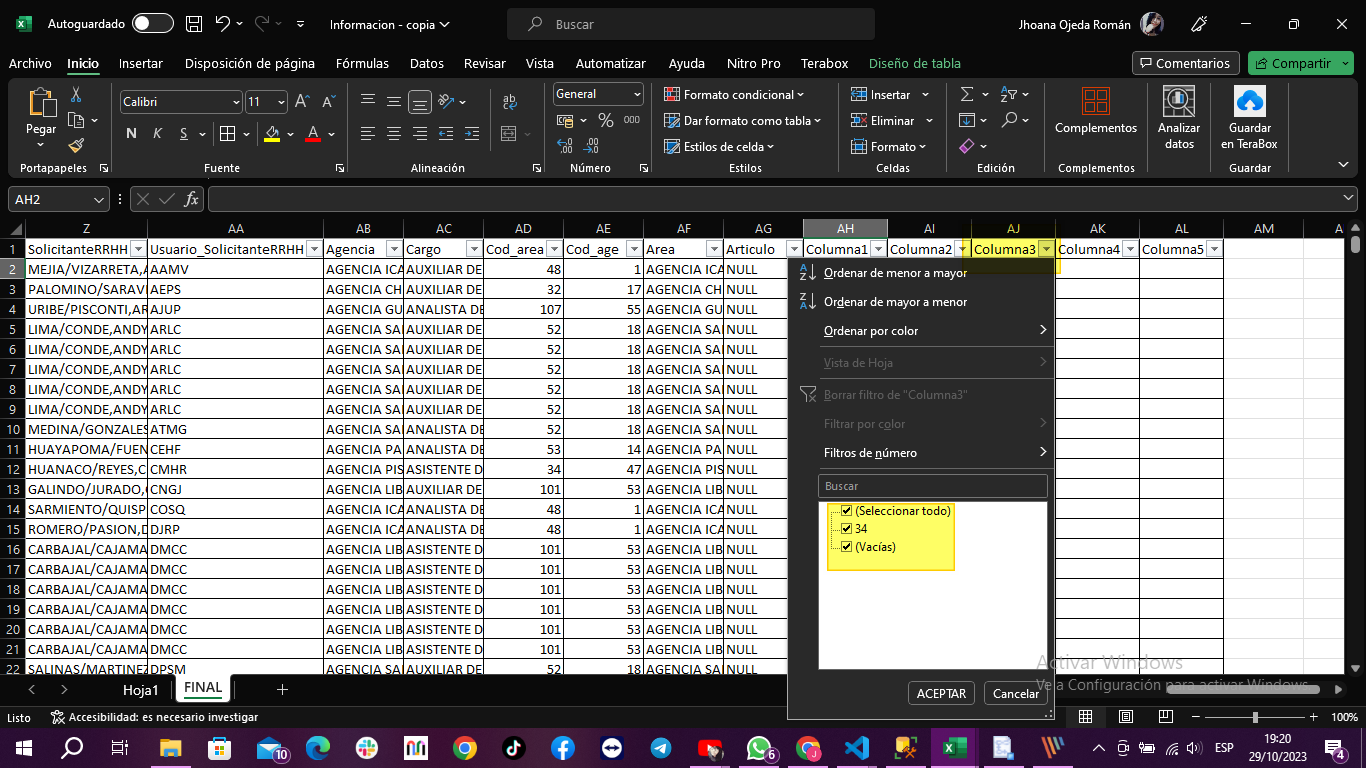 Autoguardado Informacion - copia Buscar Jhoana Ojeda Román
Archivo Inicio Insertar Disposición de página Fórmulas Datos Revisar Vista Automatizar Ayuda Nitro Pro Terabox Diseño de tabla Comentarios Compartir
Pegar Calibri 11 N K S General % 000 Formato condicional Dar formato como tabla Estilos de celda Insertar Eliminar Formato Complementos Analizar datos Guardar en TeraBox
Portapapeles Fuente Alineación Número Estilos Celdas Edición Complementos Guardar
AH2 fx
Z AA AB AC AD AE AF AG AH AI AJ AK AL AM A
1 SolicitanteRRHH Usuario_SolicitanteRRHH Agencia Cargo Cod_area Cod_age Area Articulo Columna1 Columna2 Columna3 Columna4 Columna5
2 MEJIA/VIZARRETA,A AAMV AGENCIA ICA AUXILIAR DE 48 1 AGENCIA ICA NULL
3 PALOMINO/SARAVI AEPS AGENCIA CH AUXILIAR DE 32 17 AGENCIA CH NULL
4 URIBE/PISCONTI,AR AJUP AGENCIA GU ANALISTA DE 107 55 AGENCIA GU NULL
5 LIMA/CONDE,ANDY ARLC AGENCIA SA AUXILIAR DE 52 18 AGENCIA SA NULL
6 LIMA/CONDE,ANDY ARLC AGENCIA SA AUXILIAR DE 52 18 AGENCIA SA NULL
7 LIMA/CONDE,ANDY ARLC AGENCIA SA AUXILIAR DE 52 18 AGENCIA SA NULL
8 LIMA/CONDE,ANDY ARLC AGENCIA SA AUXILIAR DE 52 18 AGENCIA SA NULL
9 LIMA/CONDE,ANDY ARLC AGENCIA SA AUXILIAR DE 52 18 AGENCIA SA NULL
10 MEDINA/GONZALES ATMG AGENCIA SA ANALISTA DE 52 18 AGENCIA SA NULL
11 HUAYAPOMA/FUEN CEHF AGENCIA PA ANALISTA DE 53 14 AGENCIA PA NULL
12 HUANACO/REYES,C CMHR AGENCIA PIS ASISTENTE D 34 47 AGENCIA PIS NULL
13 GALINDO/JURADO, CNGJ AGENCIA LIB AUXILIAR DE 101 53 AGENCIA LIB NULL
14 SARMIENTO/QUISP COSQ AGENCIA ICA ANALISTA DE 48 1 AGENCIA ICA NULL
15 ROMERO/PASION,D DJRP AGENCIA ICA ANALISTA DE 48 1 AGENCIA ICA NULL
16 CARBAJAL/CAJAMA DMCC AGENCIA LIB ASISTENTE D 101 53 AGENCIA LIB NULL
17 CARBAJAL/CAJAMA DMCC AGENCIA LIB ASISTENTE D 101 53 AGENCIA LIB NULL
18 CARBAJAL/CAJAMA DMCC AGENCIA LIB ASISTENTE D 101 53 AGENCIA LIB NULL
19 CARBAJAL/CAJAMA DMCC AGENCIA LIB ASISTENTE D 101 53 AGENCIA LIB NULL
20 CARBAJAL/CAJAMA DMCC AGENCIA LIB ASISTENTE D 101 53 AGENCIA LIB NULL
21 CARBAJAL/CAJAMA DMCC AGENCIA LIB ASISTENTE D 101 53 AGENCIA LIB NULL
22 SALINAS/MARTINEZ DPSM AGENCIA SA AUXILIAR DE 52 18 AGENCIA SA NULL
Ordenar de menor a mayor
Ordenar de mayor a menor
Ordenar por color
Vista de Hoja
Borrar filtro de "Columna3"
Filtrar por color
Filtros de número
Buscar
(Seleccionar todo)
34
(Vacías)
ACEPTAR Cancelar
Activar Windows
Ve a Configuración para activar Windows.
Hoja1 FINAL
Listo Accesibilidad: es necesario investigar 100%
10 6 ESP 19:20 29/10/2023 4